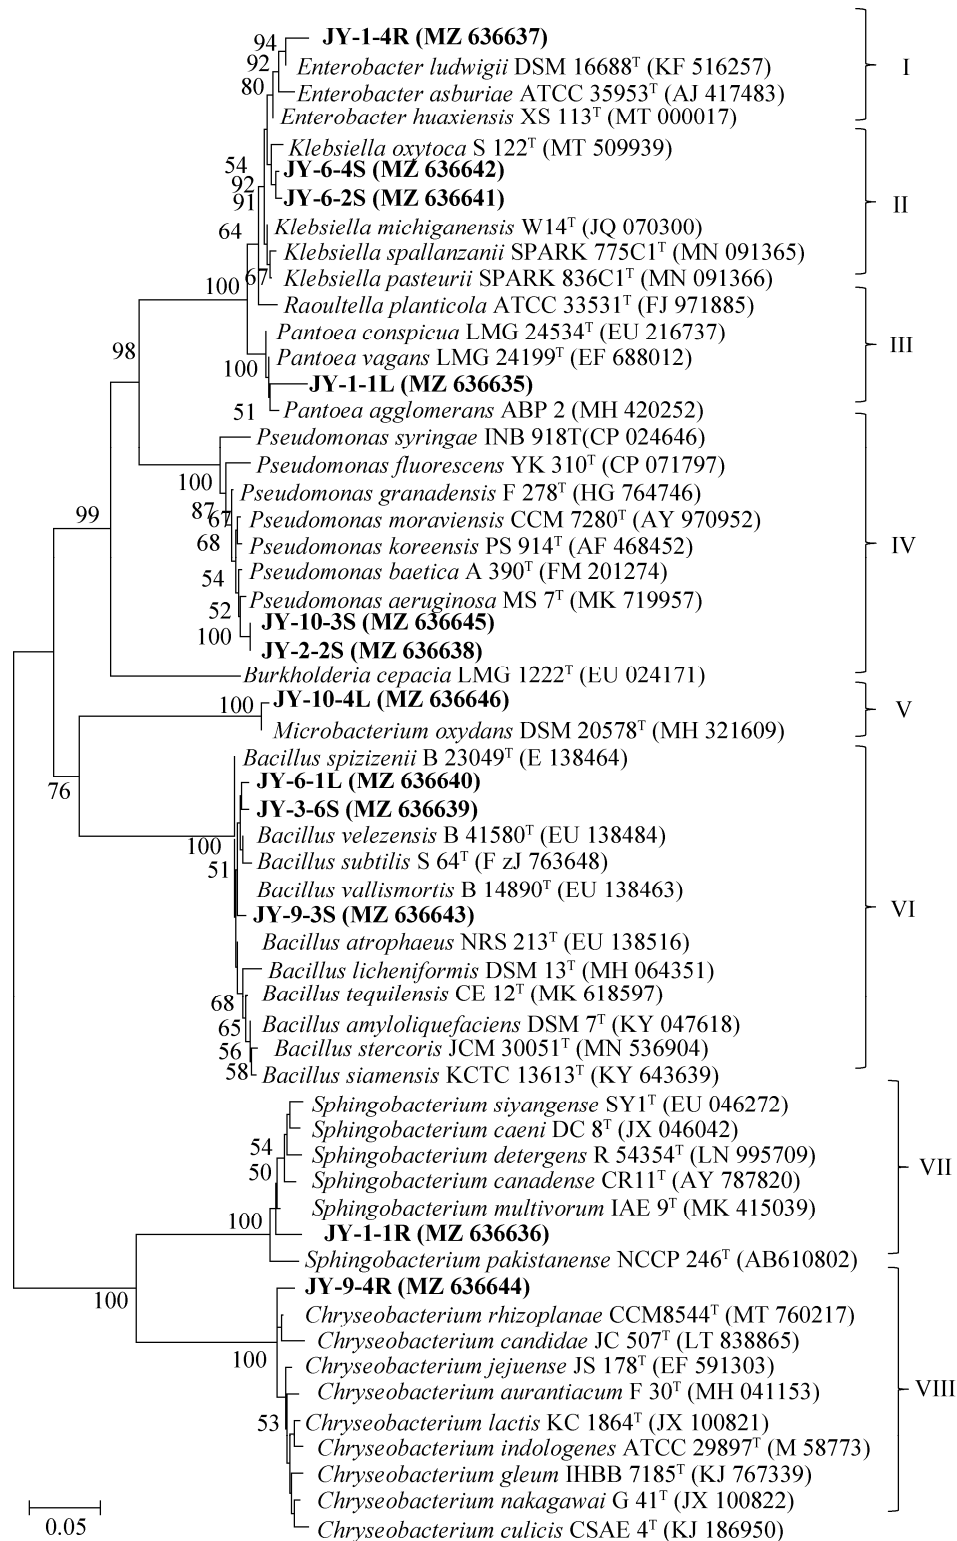 94
JY-1-4R (MZ 636637)
92
Enterobacter ludwigii DSM 16688ᵀ (KF 516257)
I
80
Enterobacter asburiae ATCC 35953ᵀ (AJ 417483)
Enterobacter huaxiensis XS 113ᵀ (MT 000017)
Klebsiella oxytoca S 122ᵀ (MT 509939)
54
JY-6-4S (MZ 636642)
92
JY-6-2S (MZ 636641)
91
II
64
Klebsiella michiganensis W14ᵀ (JQ 070300)
Klebsiella spallanzanii SPARK 775C1ᵀ (MN 091365)
67
Klebsiella pasteurii SPARK 836C1ᵀ (MN 091366)
100
Raoultella planticola ATCC 33531ᵀ (FJ 971885)
Pantoea conspicua LMG 24534ᵀ (EU 216737)
III
98
Pantoea vagans LMG 24199ᵀ (EF 688012)
100
JY-1-1L (MZ 636635)
51
Pantoea agglomerans ABP 2 (MH 420252)
Pseudomonas syringae INB 918T(CP 024646)
Pseudomonas fluorescens YK 310ᵀ (CP 071797)
100
Pseudomonas granadensis F 278ᵀ (HG 764746)
99
87
67
Pseudomonas moraviensis CCM 7280ᵀ (AY 970952)
68
Pseudomonas koreensis PS 914ᵀ (AF 468452)
IV
54
Pseudomonas baetica A 390ᵀ (FM 201274)
52
Pseudomonas aeruginosa MS 7ᵀ (MK 719957)
JY-10-3S (MZ 636645)
100
JY-2-2S (MZ 636638)
Burkholderia cepacia LMG 1222ᵀ (EU 024171)
100
JY-10-4L (MZ 636646)
V
Microbacterium oxydans DSM 20578ᵀ (MH 321609)
Bacillus spizizenii B 23049ᵀ (E 138464)
76
JY-6-1L (MZ 636640)
JY-3-6S (MZ 636639)
Bacillus velezensis B 41580ᵀ (EU 138484)
100
Bacillus subtilis S 64ᵀ (F zJ 763648)
51
Bacillus vallismortis B 14890ᵀ (EU 138463)
VI
JY-9-3S (MZ 636643)
Bacillus atrophaeus NRS 213ᵀ (EU 138516)
Bacillus licheniformis DSM 13ᵀ (MH 064351)
68
Bacillus tequilensis CE 12ᵀ (MK 618597)
65
Bacillus amyloliquefaciens DSM 7ᵀ (KY 047618)
56
Bacillus stercoris JCM 30051ᵀ (MN 536904)
58
Bacillus siamensis KCTC 13613ᵀ (KY 643639)
Sphingobacterium siyangense SY1ᵀ (EU 046272)
Sphingobacterium caeni DC 8ᵀ (JX 046042)
54
Sphingobacterium detergens R 54354ᵀ (LN 995709)
VII
50
Sphingobacterium canadense CR11ᵀ (AY 787820)
Sphingobacterium multivorum IAE 9ᵀ (MK 415039)
100
JY-1-1R (MZ 636636)
Sphingobacterium pakistanense NCCP 246ᵀ (AB610802)
100
JY-9-4R (MZ 636644)
Chryseobacterium rhizoplanae CCM8544ᵀ (MT 760217)
Chryseobacterium candidae JC 507ᵀ (LT 838865)
100
Chryseobacterium jejuense JS 178ᵀ (EF 591303)
Chryseobacterium aurantiacum F 30ᵀ (MH 041153)
VIII
53
Chryseobacterium lactis KC 1864ᵀ (JX 100821)
Chryseobacterium indologenes ATCC 29897ᵀ (M 58773)
Chryseobacterium gleum IHBB 7185ᵀ (KJ 767339)
Chryseobacterium nakagawai G 41ᵀ (JX 100822)
Chryseobacterium culicis CSAE 4ᵀ (KJ 186950)
0.05